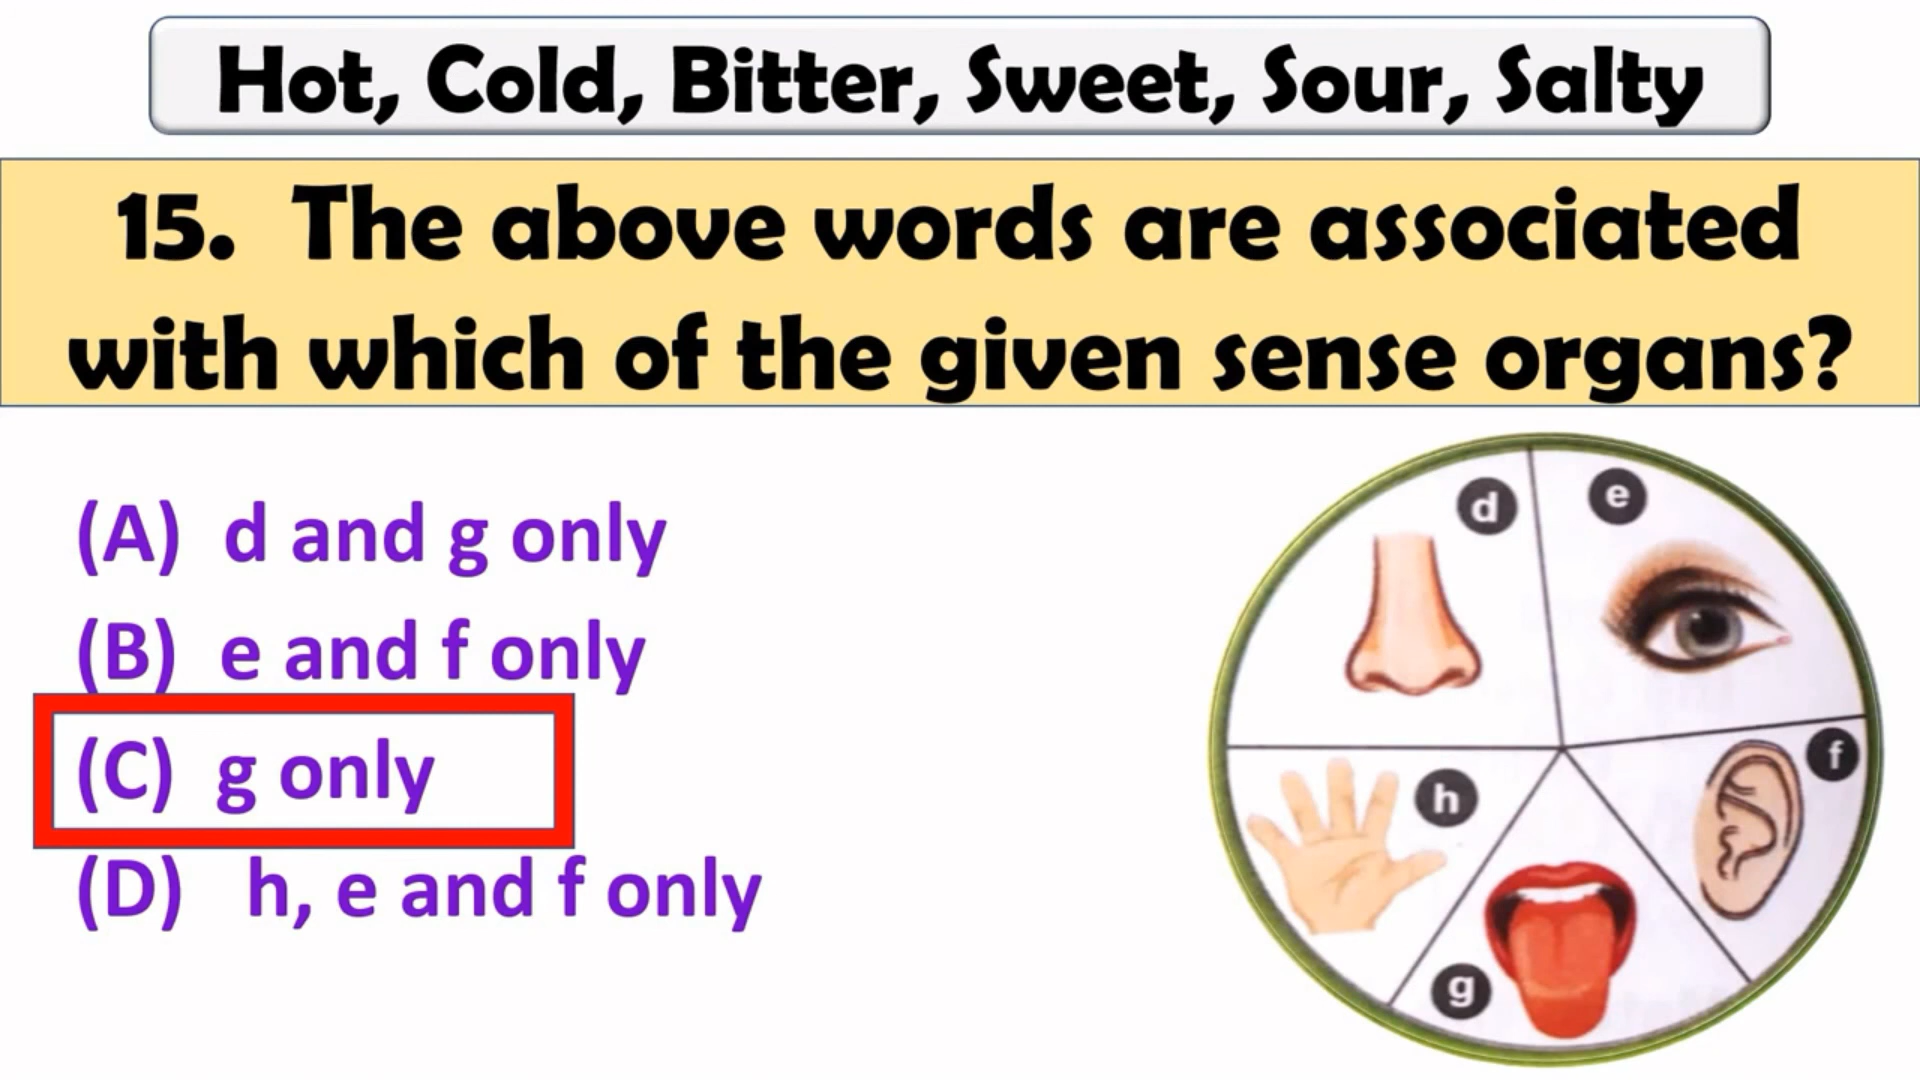 Hot, Cold, Bitter, Sweet, Sour, Salty
15. The above words are associated
with which of the given sense organs?
(A) d and g only
(B) e and f only
(C) g only
(D) h, e and f only
d
e
f
h
g